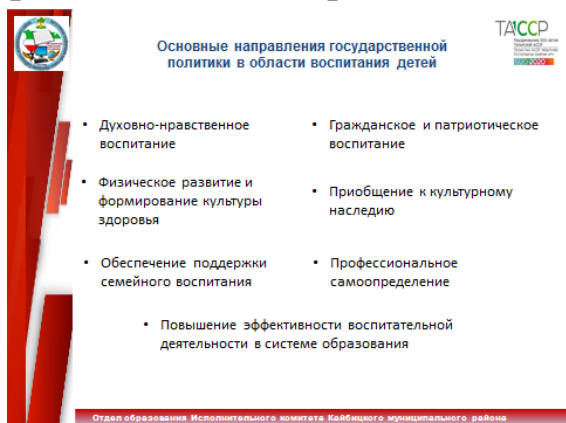 Основные направления государственной
политики в области воспитания детей
ТАССР
1920-2020
• Духовно-нравственное
воспитание
• Гражданское и патриотическое
воспитание
• Физическое развитие и
формирование культуры
здоровья
• Приобщение к культурному
наследию
• Обеспечение поддержки
семейного воспитания
• Профессиональное
самоопределение
• Повышение эффективности воспитательной
деятельности в системе образования
Отдел образования Исполнительного комитета Кайбицкого муниципального района